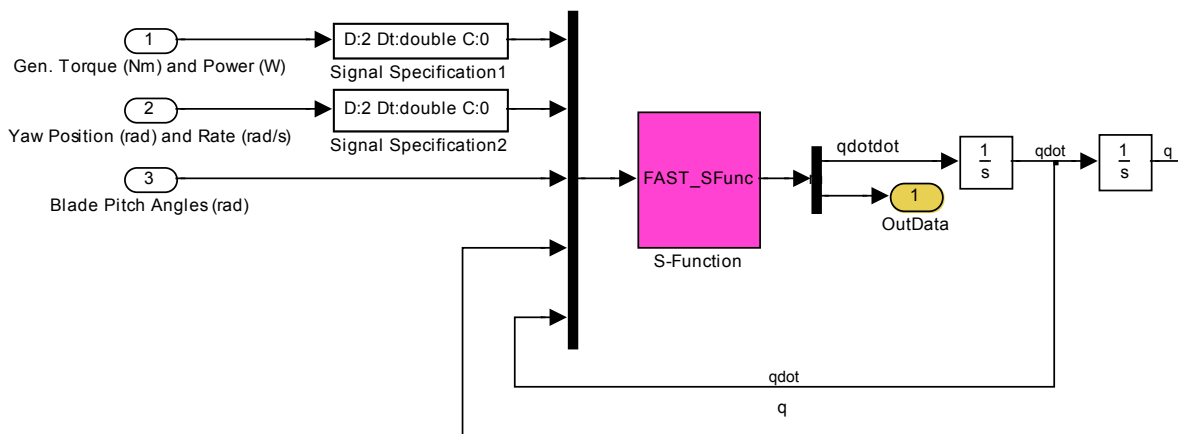 1
D:2 Dt:double C:0
Gen. Torque (Nm) and Power (W)
Signal Specification1
2
D:2 Dt:double C:0
Yaw Position (rad) and Rate (rad/s)
Signal Specification2
3
Blade Pitch Angles (rad)
FAST_SFunc
S-Function
qdotdot
1
OutData
1
s
qdot
1
s
q
qdot
q